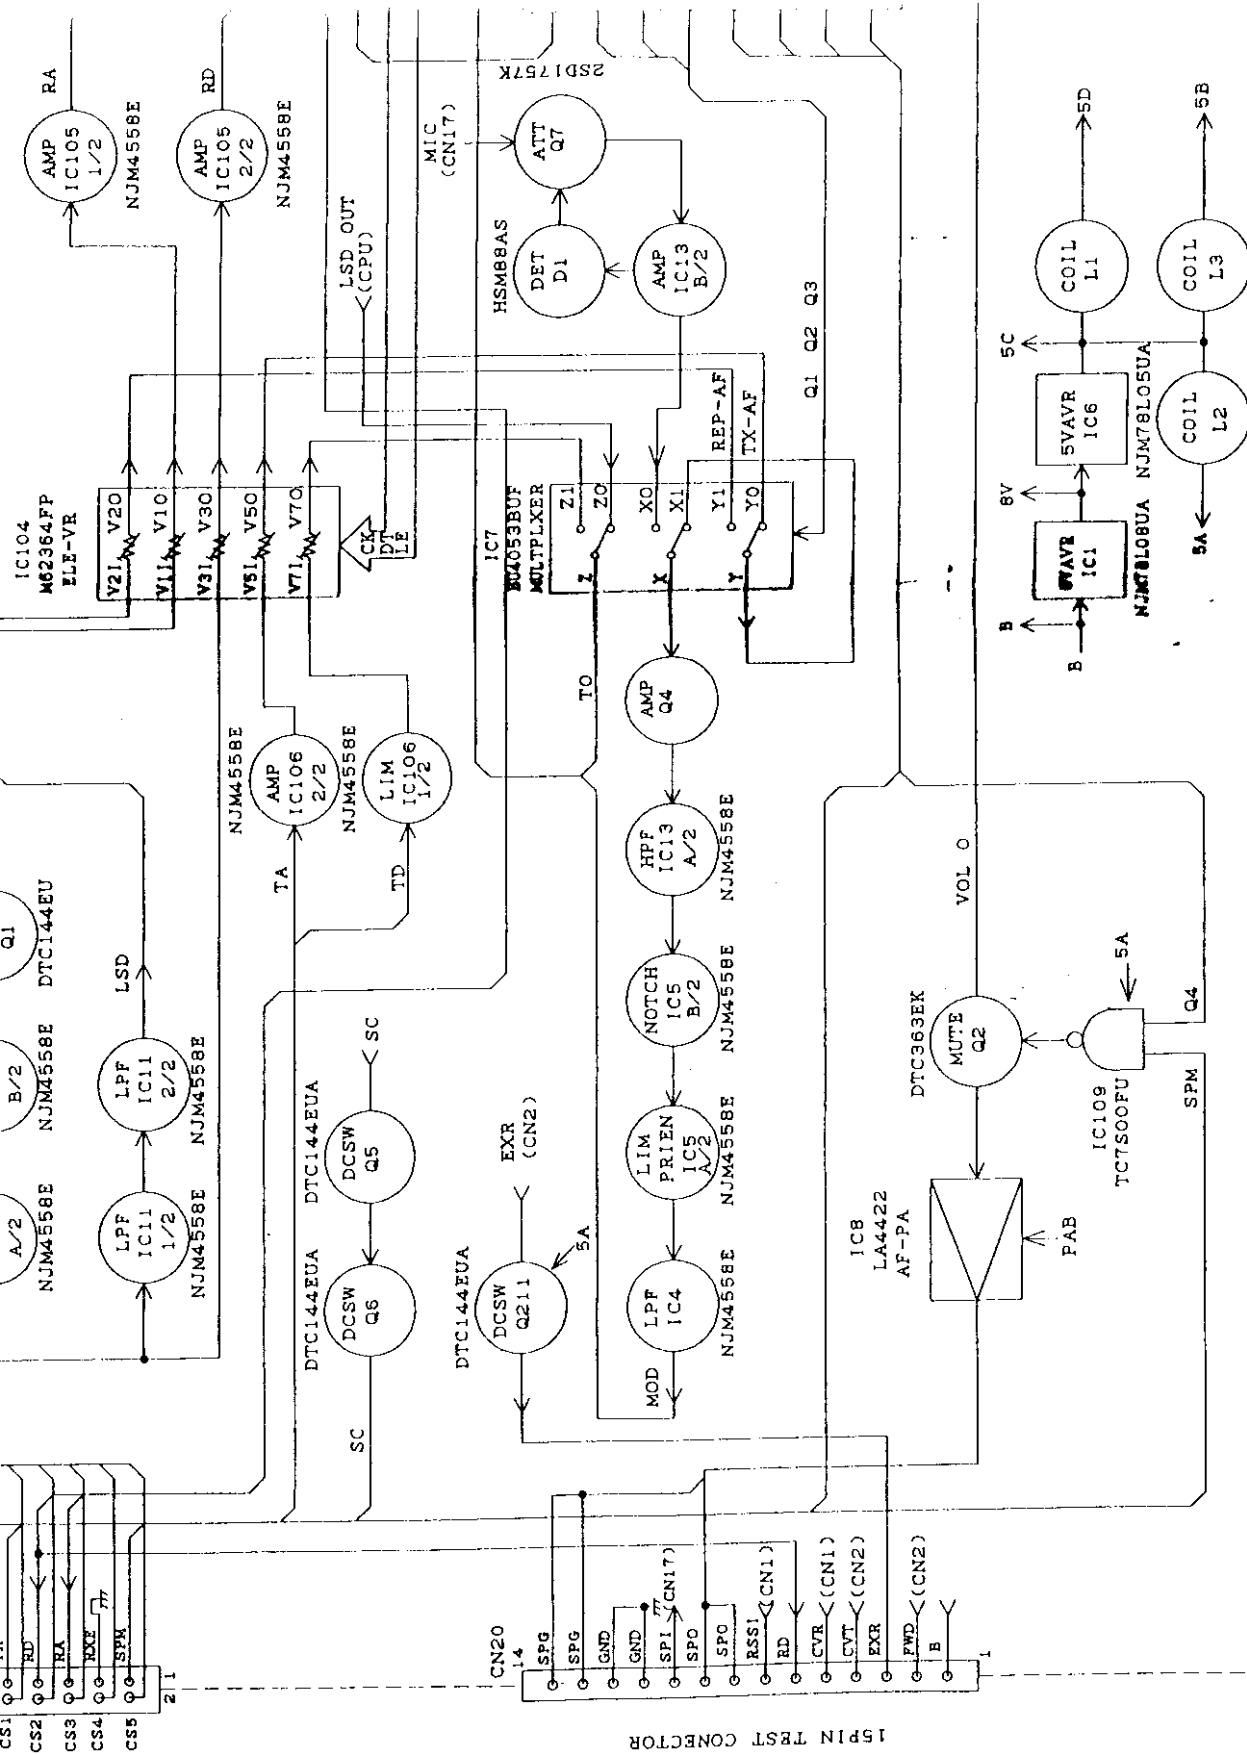 RA
AMP
IC105
1/2
NJM4558E
RD
AMP
IC105
2/2
NJM4558E
2SD1757K
MIC
(CN17)
ATT
Q7
LSD OUT
(CPU)
HSM88AS
DET
D1
AMP
IC13
B/2
5D
5B
COIL
L1
COIL
L3
Q1 Q2 Q3
5C
IC104
M62364FP
ELE-VR
V2I V2O
V1I V1O
V3I V3O
V5I V5O
V7I V7O
CK
DT
LE
IC7
BU4053BUF
MULTPLXER
Z1
Z0
Z
X0
X1
X
Y1
Y0
Y
REP-AF
TX-AF
8V
5VAVR
IC6
NJM78L05UA
COIL
L2
5A
8VAVR
IC1
NJM78L08UA
B
B
TO
AMP
Q4
NJM4558E
AMP
IC106
2/2
NJM4558E
LIM
IC106
1/2
TA
TD
HPF
IC13
A/2
NJM4558E
VOL O
Q1
DTC144EU
LSD
B/2
NJM4558E
LPF
IC11
2/2
NJM4558E
A/2
NJM4558E
LPF
IC11
1/2
NJM4558E
SC
DTC144EUA
DCSW
Q5
DTC144EUA
DCSW
Q6
SC
EXR
(CN2)
5A
DTC144EUA
DCSW
Q211
NOTCH
IC5
B/2
NJM4558E
LIM
PRIEN
IC5
A/2
NJM4558E
LPF
IC4
NJM4558E
MOD
DTC363EK
MUTE
Q2
5A
Q4
SPM
IC109
TC7S00FU
IC8
LA4422
AF-PA
PAB
RD
RA
RXE
SPM
1
2
CS1
CS2
CS3
CS4
CS5
CN20
14
SPG
SPG
GND
GND
SPI
(CN17)
SPO
SPO
RSSI
(CN1)
RD
CVR
(CN1)
CVT
(CN2)
EXR
FWD
(CN2)
B
1
15PIN TEST CONECTOR